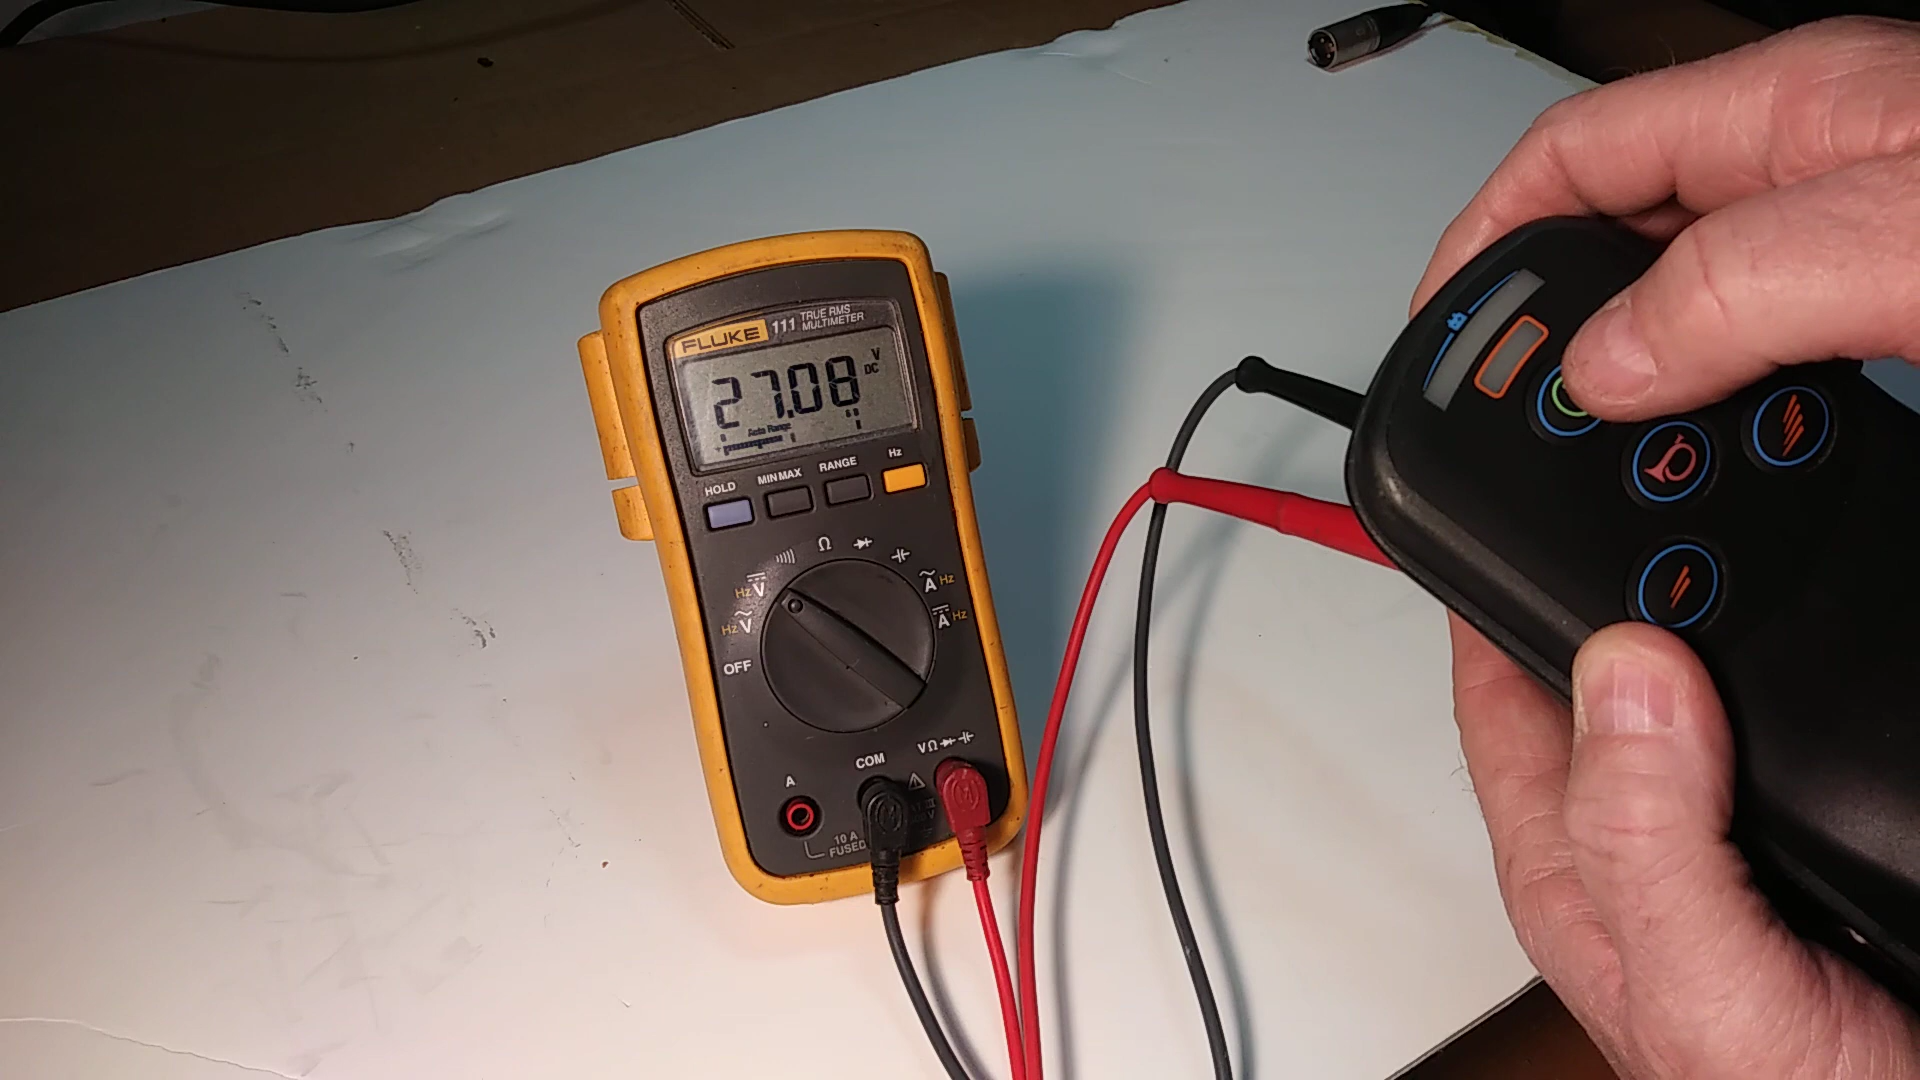 FLUKE 111 TRUE RMS
MULTIMETER
27.08 V
DC
Auto Range
HOLD MIN MAX RANGE Hz
Ω
Hz V
A Hz
Hz V
A Hz
OFF
A COM VΩ
10 A
FUSED